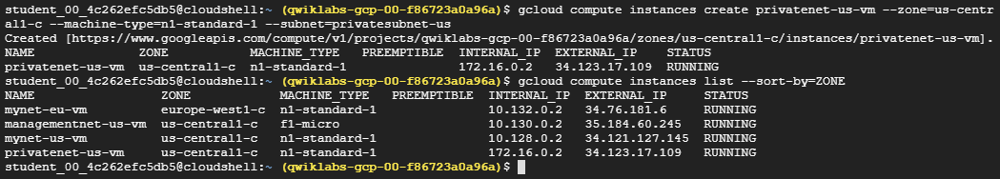 student_00_4c262efc5db5@cloudshell:~ (qwiklabs-gcp-00-f86723a0a96a)$ gcloud compute instances create privatenet-us-vm --zone=us-centr
al1-c --machine-type=n1-standard-1 --subnet=privatesubnet-us
Created [https://www.googleapis.com/compute/v1/projects/qwiklabs-gcp-00-f86723a0a96a/zones/us-central1-c/instances/privatenet-us-vm].
NAME ZONE MACHINE_TYPE PREEMPTIBLE INTERNAL_IP EXTERNAL_IP STATUS
privatenet-us-vm us-central1-c n1-standard-1 172.16.0.2 34.123.17.109 RUNNING
student_00_4c262efc5db5@cloudshell:~ (qwiklabs-gcp-00-f86723a0a96a)$ gcloud compute instances list --sort-by=ZONE
NAME ZONE MACHINE_TYPE PREEMPTIBLE INTERNAL_IP EXTERNAL_IP STATUS
mynet-eu-vm europe-west1-c n1-standard-1 10.132.0.2 34.76.181.6 RUNNING
managementnet-us-vm us-central1-c f1-micro 10.130.0.2 35.184.60.245 RUNNING
mynet-us-vm us-central1-c n1-standard-1 10.128.0.2 34.121.127.145 RUNNING
privatenet-us-vm us-central1-c n1-standard-1 172.16.0.2 34.123.17.109 RUNNING
student_00_4c262efc5db5@cloudshell:~ (qwiklabs-gcp-00-f86723a0a96a)$